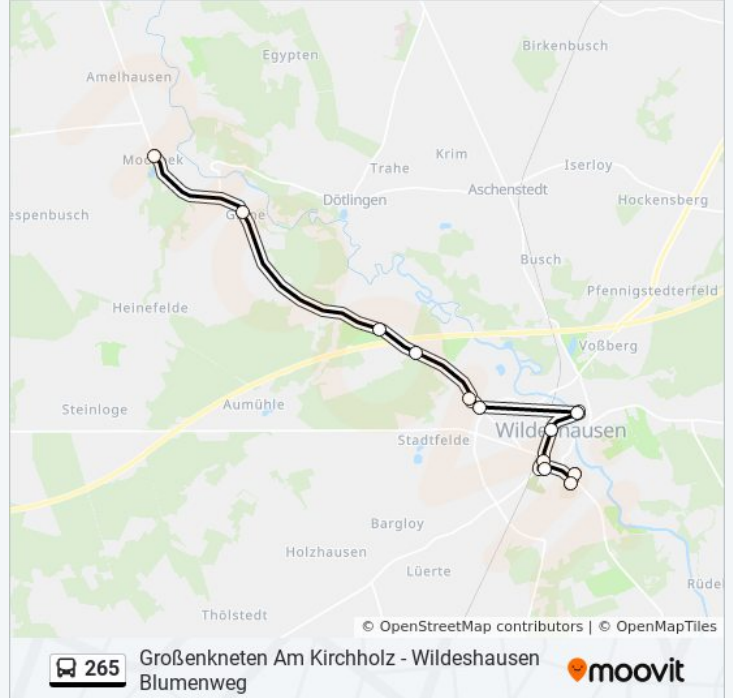 Birkenbusch
Egypten
Amelhausen
Krim
Trahe
Iserloy
Aschenstedt
Dötlingen
Hockensberg
espenbusch
Busch
Pfennigstedterfeld
Heinefelde
Voßberg
Steinloge
Aumühle
Stadtfelde
Bargloy
Holzhausen
Lüerte
Rüdel
Thölstedt
© OpenStreetMap contributors | © OpenMapTiles
265
Großenkneten Am Kirchholz - Wildeshausen
Blumenweg
moovit